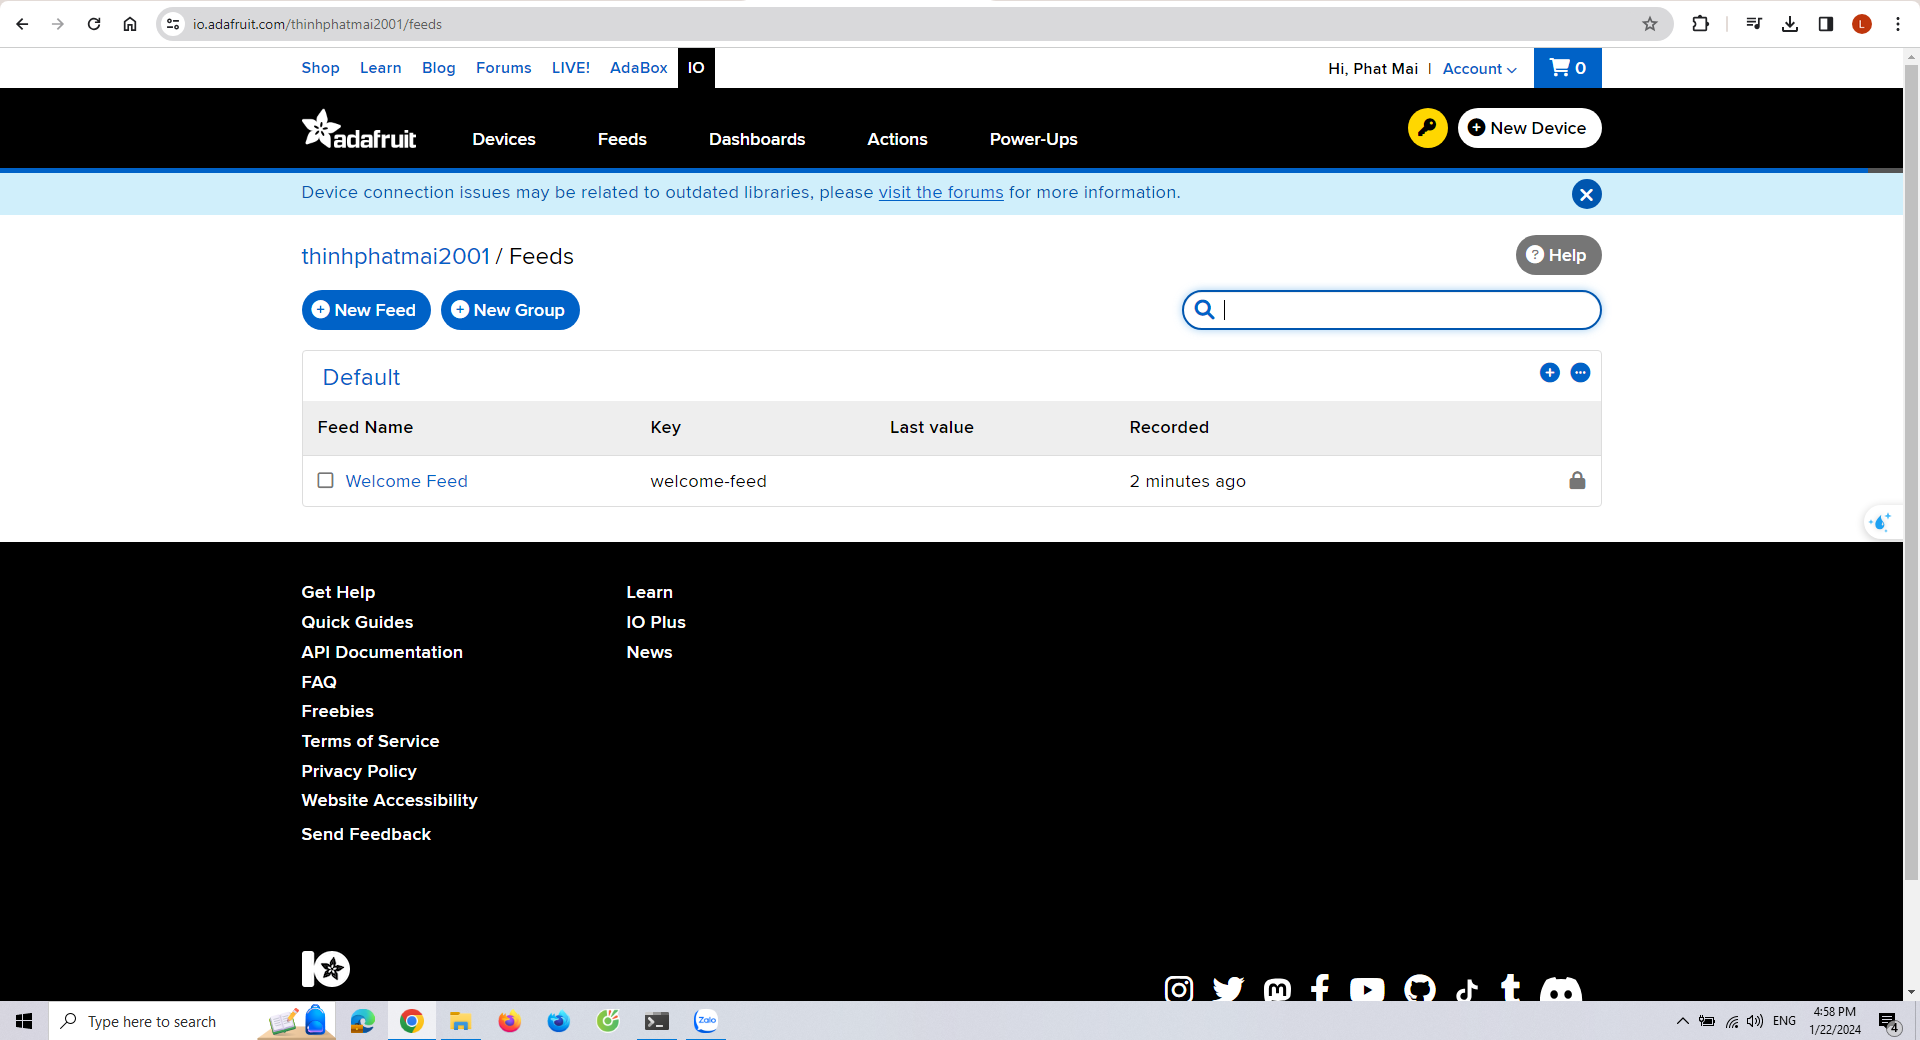 io.adafruit.com/thinhphatmai2001/feeds
L
Shop Learn Blog Forums LIVE! AdaBox IO
Hi, Phat Mai | Account
0
adafruit
Devices Feeds Dashboards Actions Power-Ups
New Device
Device connection issues may be related to outdated libraries, please visit the forums for more information.
thinhphatmai2001 / Feeds
Help
New Feed New Group
Default
Feed Name Key Last value Recorded
Welcome Feed welcome-feed 2 minutes ago
Get Help
Quick Guides
API Documentation
FAQ
Freebies
Terms of Service
Privacy Policy
Website Accessibility
Send Feedback
Learn
IO Plus
News
IO
Type here to search
Zalo
ENG
4:58 PM
1/22/2024
4